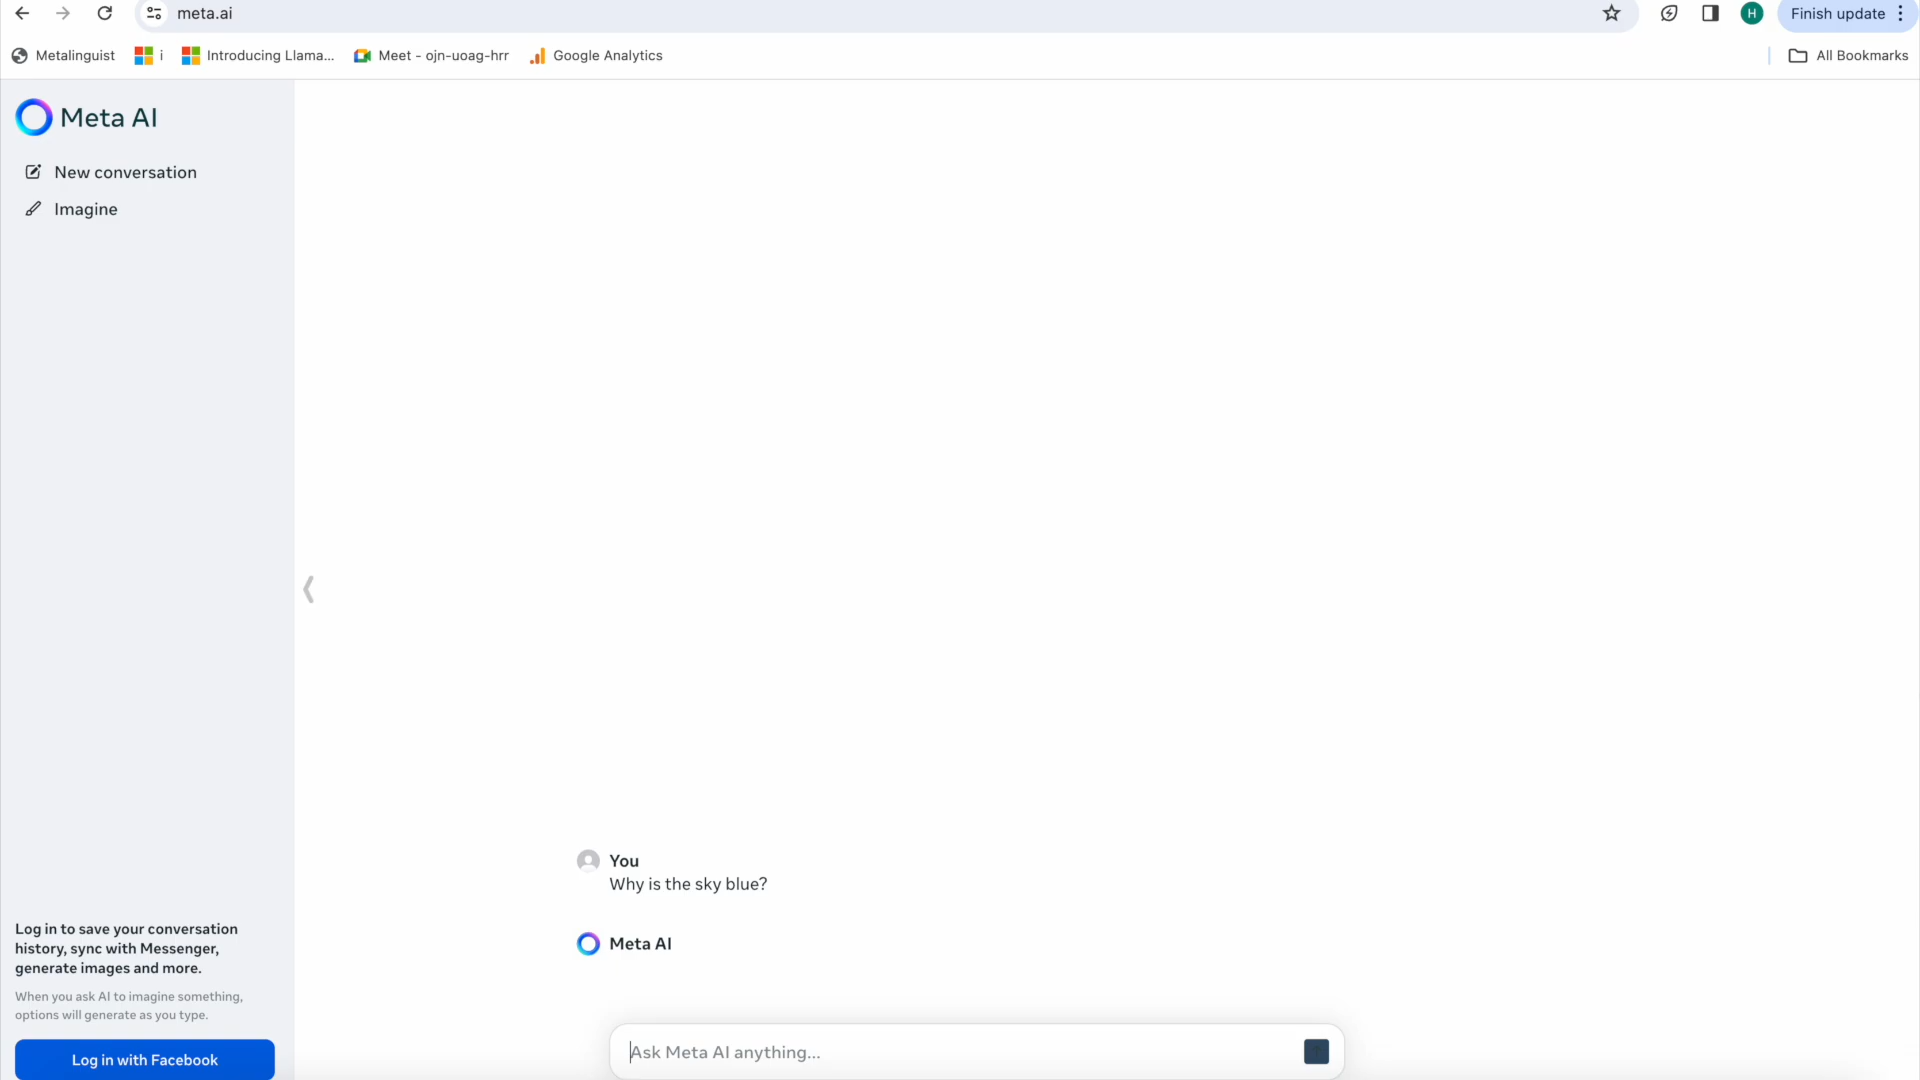 meta.ai
H
Finish update
Metalinguist
i
Introducing Llama...
Meet - ojn-uoag-hrr
Google Analytics
All Bookmarks
Meta AI
New conversation
Imagine
You
Why is the sky blue?
Meta AI
Log in to save your conversation
history, sync with Messenger,
generate images and more.
When you ask AI to imagine something,
options will generate as you type.
Log in with Facebook
Ask Meta AI anything...